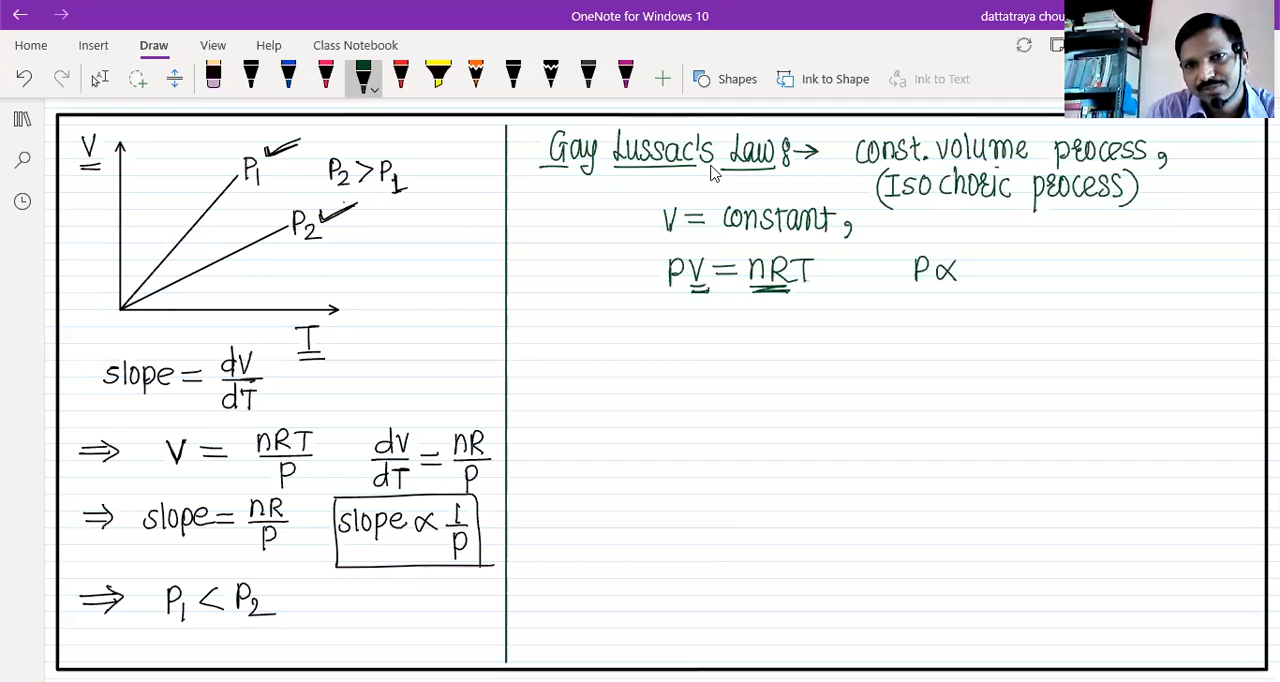 OneNote for Windows 10
dattatraya chou
Home Insert Draw View Help Class Notebook
Shapes Ink to Shape Ink to Text
V
P1
P2 > P1
P2
T
slope = dV/dT
⇒ V = nRT/P dV/dT = nR/P
⇒ slope = nR/P slope ∝ 1/P
⇒ P1 < P2
Gay Lussac's Law :→ const. volume process,
(Isochoric process)
V = constant,
PV = nRT P ∝